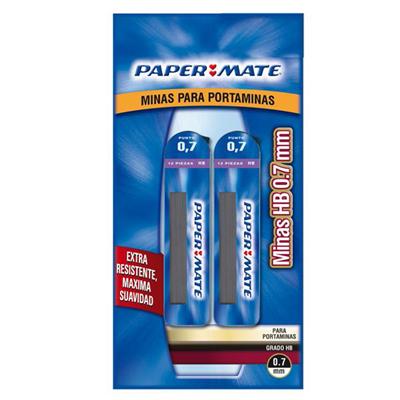 PAPER MATE
MINAS PARA PORTAMINAS
PUNTO
0,7
12 PIEZAS HB
PAPER MATE
PUNTO
0,7
12 PIEZAS HB
PAPER MATE
Minas HB 0.7 mm
EXTRA
RESISTENTE,
MAXIMA
SUAVIDAD
PARA
PORTAMINAS
GRADO HB
0.7
mm